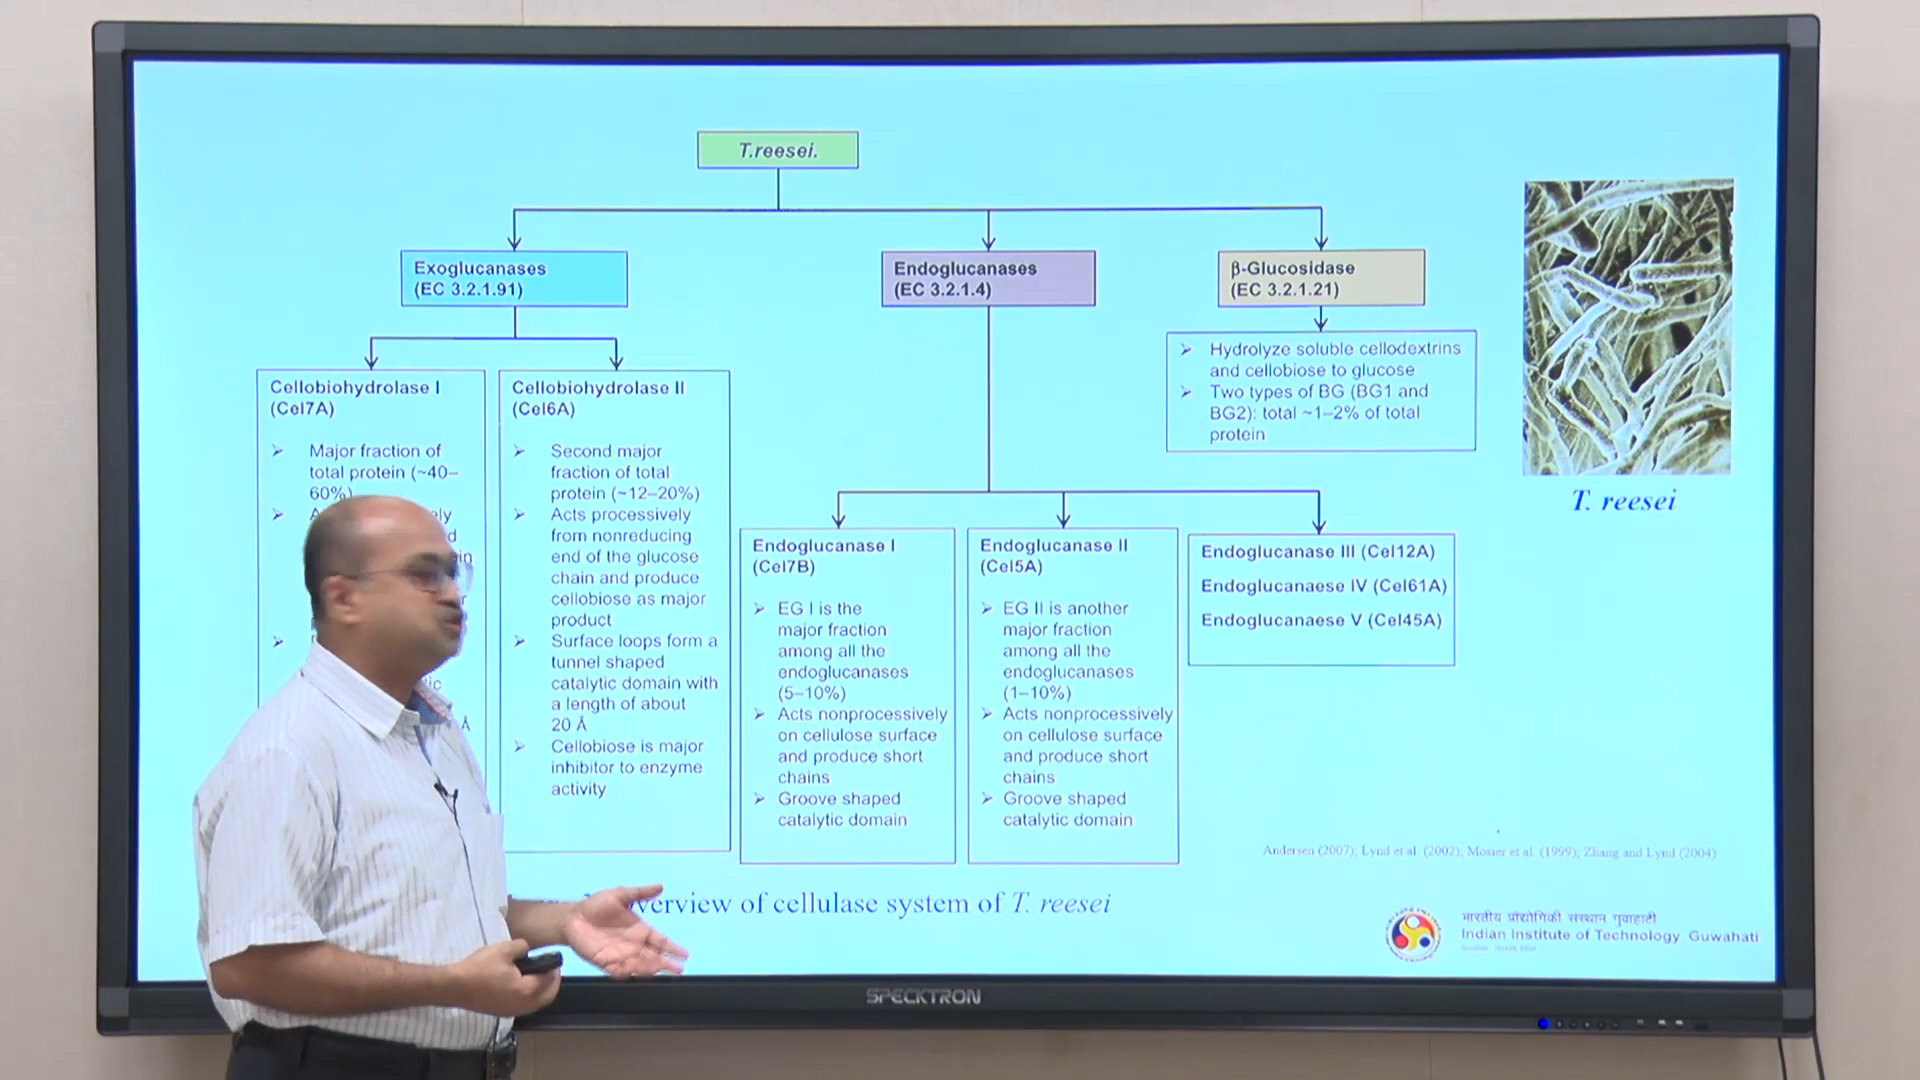 T.reesei.
Exoglucanases
(EC 3.2.1.91)
Endoglucanases
(EC 3.2.1.4)
β-Glucosidase
(EC 3.2.1.21)
➢ Hydrolyze soluble cellodextrins
and cellobiose to glucose
➢ Two types of BG (BG1 and
BG2): total ~1–2% of total
protein
T. reesei
Cellobiohydrolase I
(Cel7A)
➢ Major fraction of
total protein (~40–
60%)
➢
➢
Å
Cellobiohydrolase II
(Cel6A)
➢ Second major
fraction of total
protein (~12–20%)
➢ Acts processively
from nonreducing
end of the glucose
chain and produce
cellobiose as major
product
➢ Surface loops form a
tunnel shaped
catalytic domain with
a length of about
20 Å
➢ Cellobiose is major
inhibitor to enzyme
activity
Endoglucanase I
(Cel7B)
➢ EG I is the
major fraction
among all the
endoglucanases
(5–10%)
➢ Acts nonprocessively
on cellulose surface
and produce short
chains
➢ Groove shaped
catalytic domain
Endoglucanase II
(Cel5A)
➢ EG II is another
major fraction
among all the
endoglucanases
(1–10%)
➢ Acts nonprocessively
on cellulose surface
and produce short
chains
➢ Groove shaped
catalytic domain
Endoglucanase III (Cel12A)
Endoglucanaese IV (Cel61A)
Endoglucanaese V (Cel45A)
Andersen (2007); Lynd et al. (2002); Mosier et al. (1999); Zhang and Lynd (2004)
verview of cellulase system of T. reesei
भारतीय प्रौद्योगिकी संस्थान गुवाहाटी
Indian Institute of Technology Guwahati
SPECKTRON